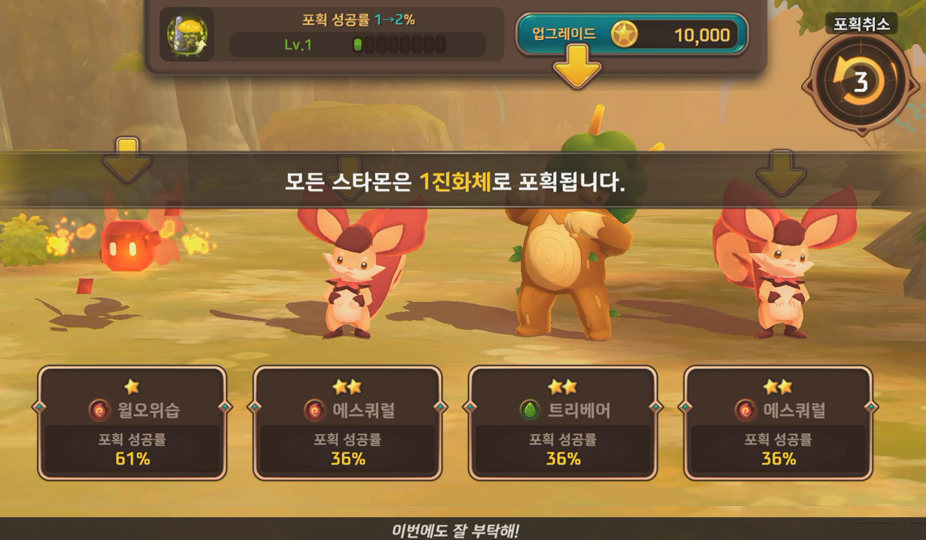 포획 성공률 1→2%
Lv.1
업그레이드 10,000
포획취소
3
모든 스타몬은 1진화체로 포획됩니다.
윌오위습
포획 성공률
61%
에스쿼럴
포획 성공률
36%
트리베어
포획 성공률
36%
에스쿼럴
포획 성공률
36%
이번에도 잘 부탁해!